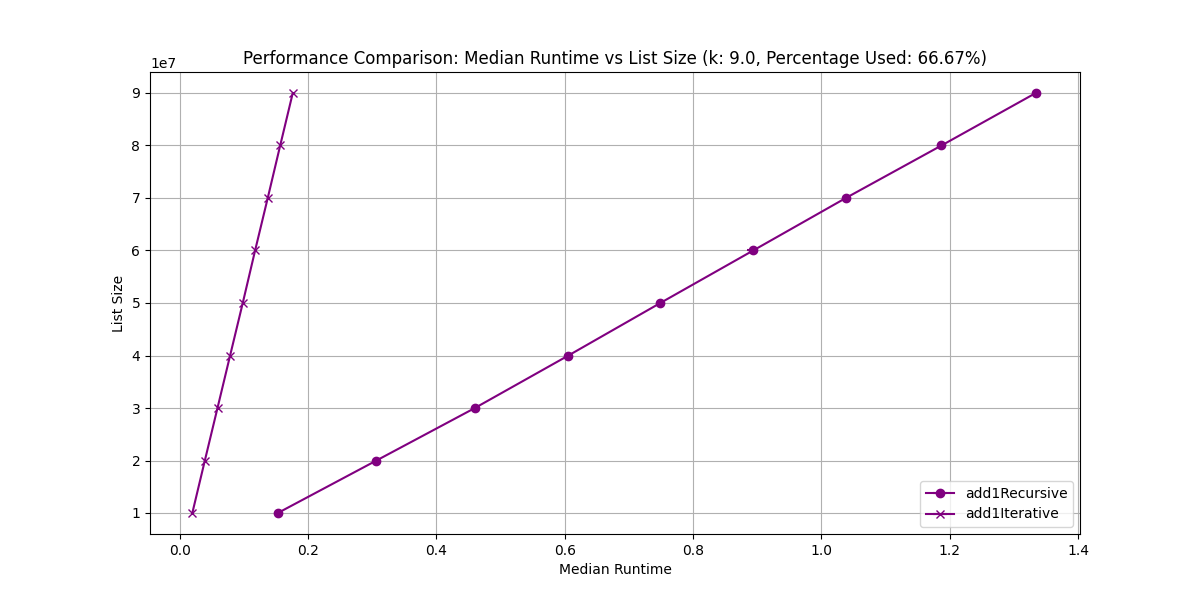 Performance Comparison: Median Runtime vs List Size (k: 9.0, Percentage Used: 66.67%)
1e7
9
8
7
6
5
4
3
2
1
List Size
add1Recursive
add1Iterative
0.0 0.2 0.4 0.6 0.8 1.0 1.2 1.4
Median Runtime